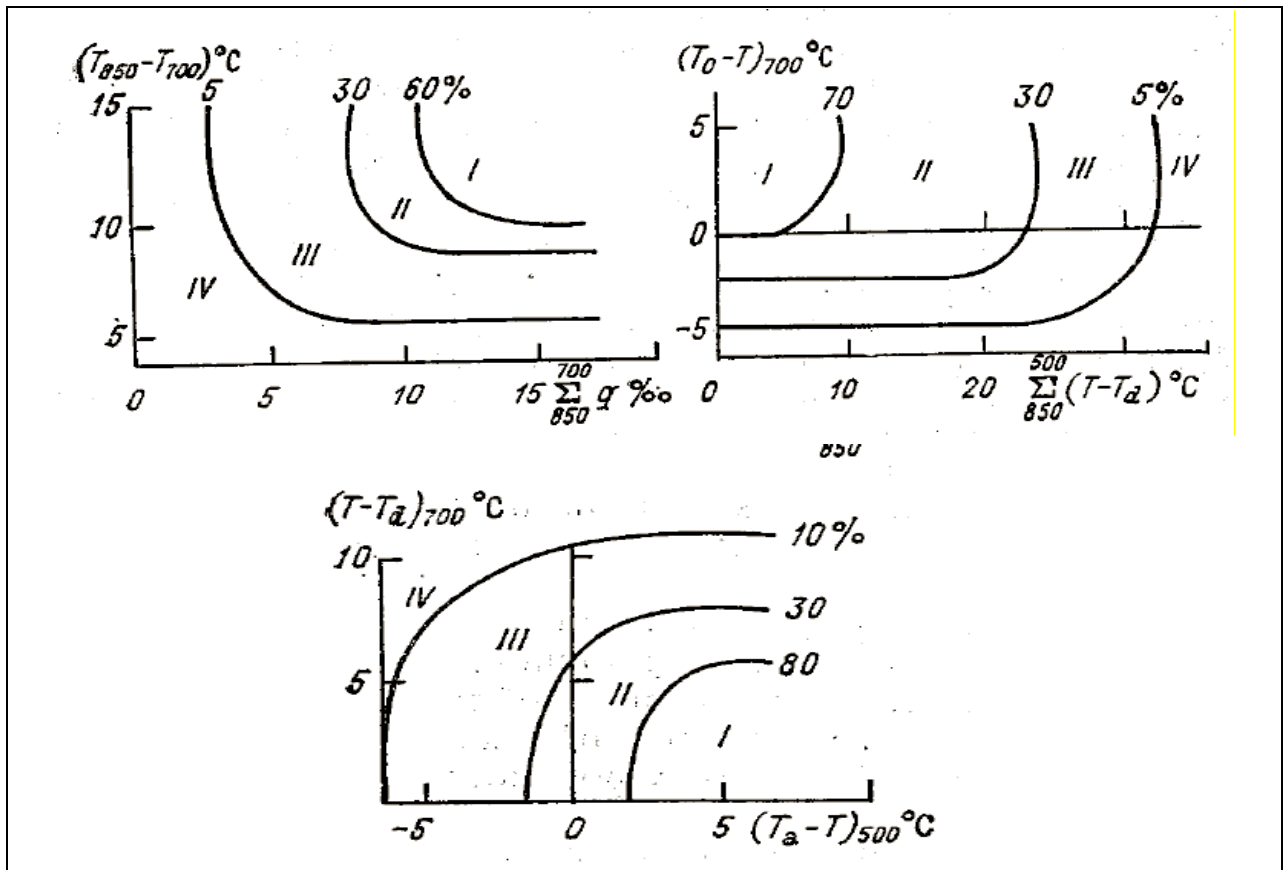 (T850–T700)°C
5 30 60%
15
10
5
I
II
III
IV
0 5 10 15 700 Σ 850 q ‰
(T0–T)700°C
70 30 5%
5
0
–5
I
II
III
IV
0 10 20 500 Σ 850 (T–Td)°C
850
(T–Td)700°C
10%
30
80
10
5
IV
III
II
I
–5 0 5 (Ta–T)500°C